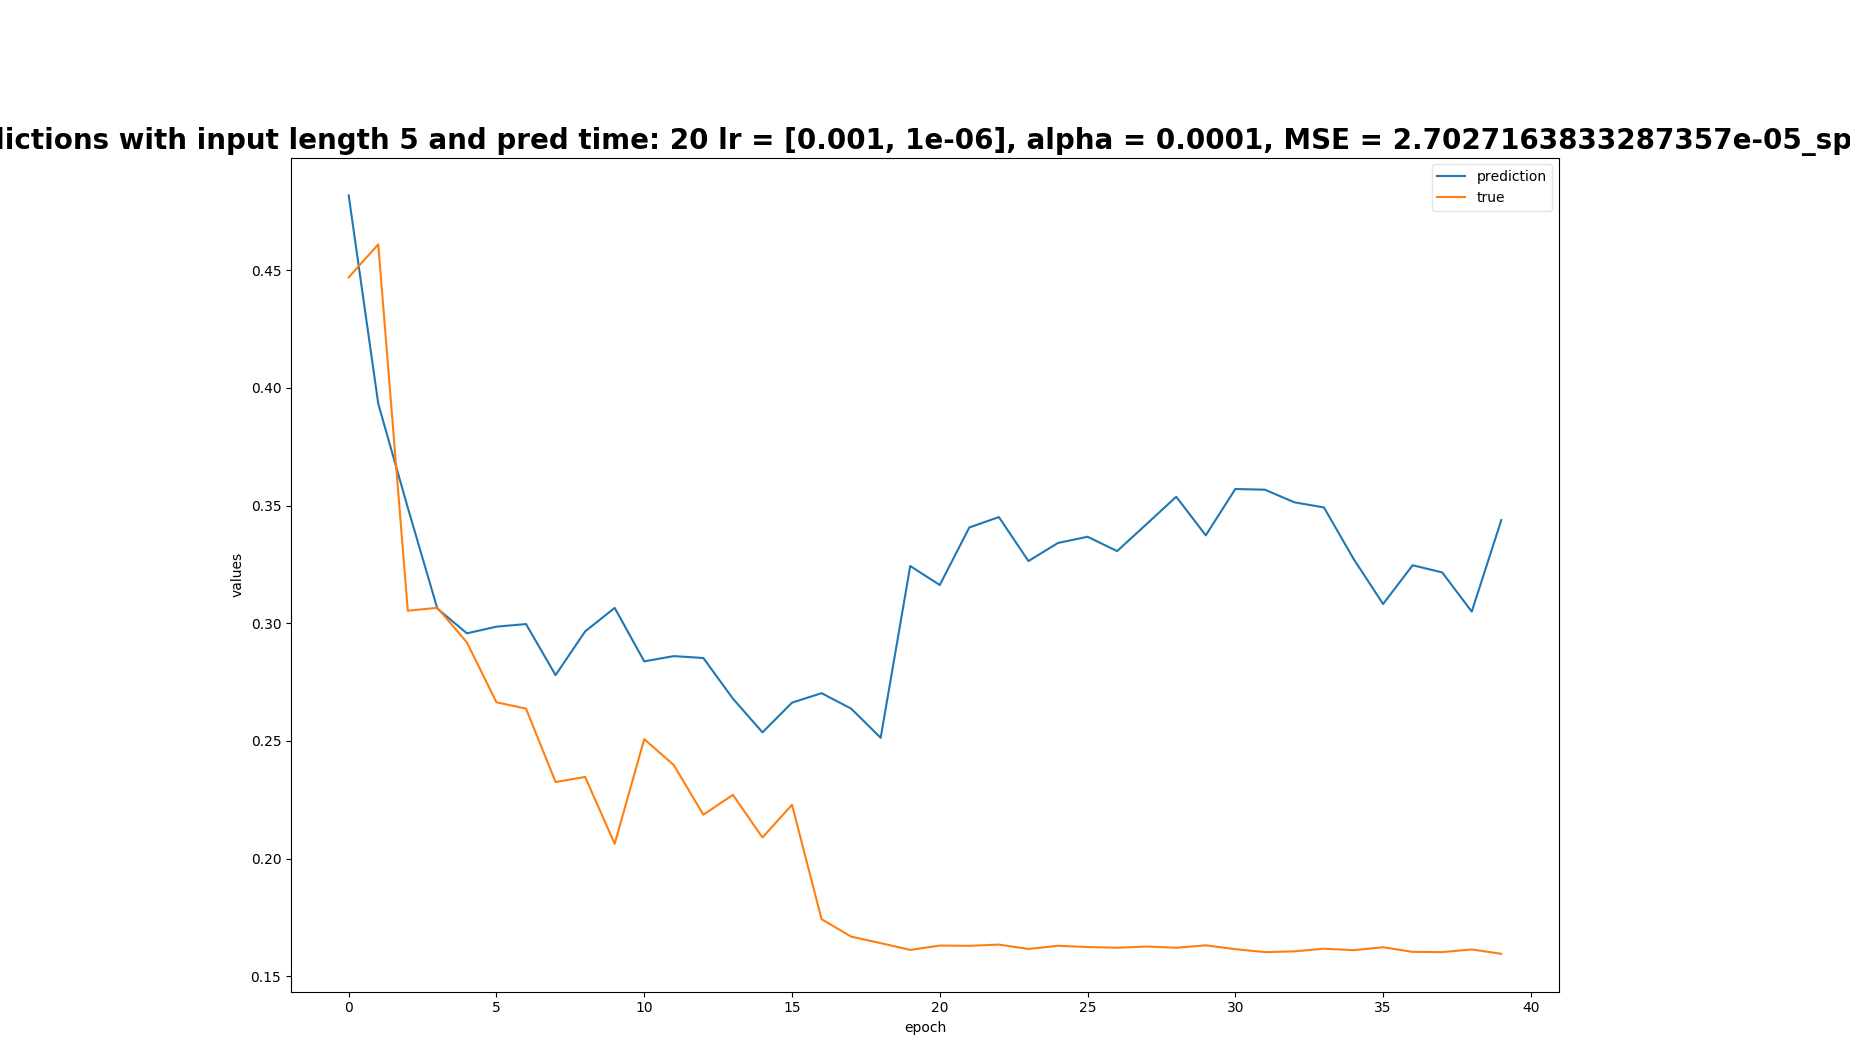 dictions with input length 5 and pred time: 20 lr = [0.001, 1e-06], alpha = 0.0001, MSE = 2.7027163833287357e-05_sp
prediction
true
0.45
0.40
0.35
0.30
0.25
0.20
0.15
values
0 5 10 15 20 25 30 35 40
epoch